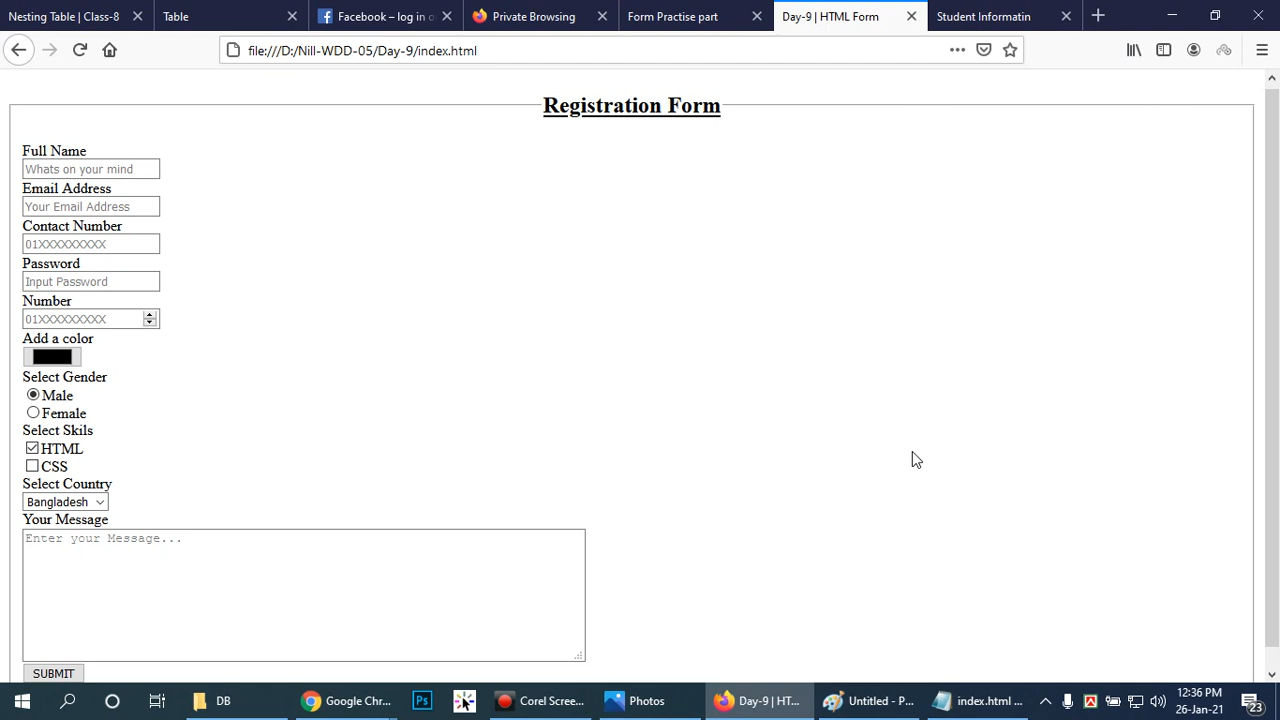 Nesting Table | Class-8
Table
Facebook – log in o
Private Browsing
Form Practise part
Day-9 | HTML Form
Student Informatin
file:///D:/Nill-WDD-05/Day-9/index.html
Registration Form
Full Name
Whats on your mind
Email Address
Your Email Address
Contact Number
01XXXXXXXXX
Password
Input Password
Number
01XXXXXXXXX
Add a color
Select Gender
Male
Female
Select Skils
HTML
CSS
Select Country
Bangladesh
Your Message
Enter your Message...
SUBMIT
DB
Google Chr...
Ps
Corel Scree...
Photos
Day-9 | HT...
Untitled - P...
index.html ...
12:36 PM
26-Jan-21
23